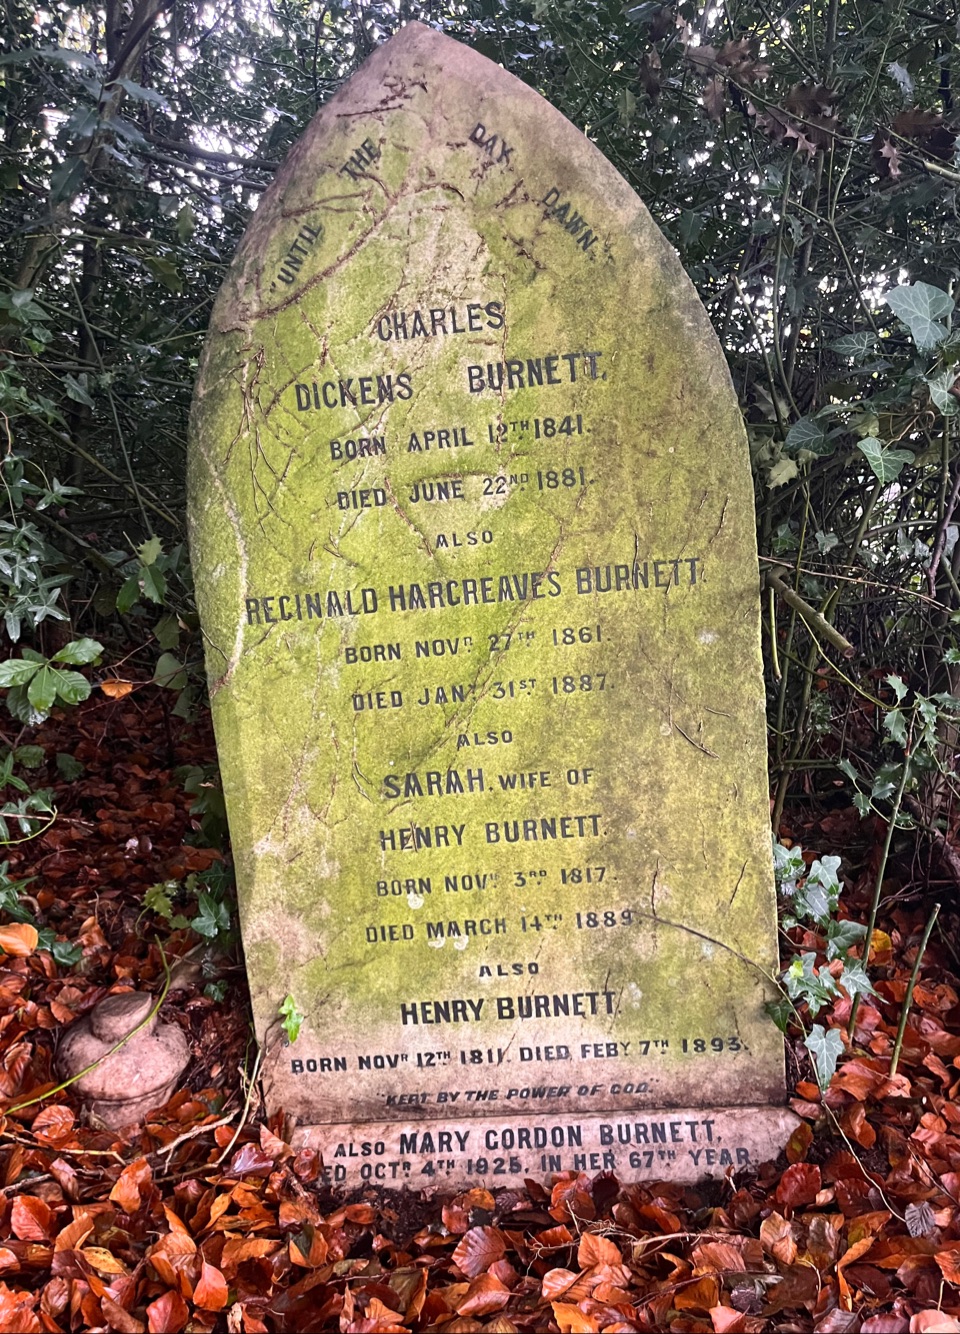 "UNTIL THE DAY DAWN."
CHARLES
DICKENS BURNETT,
BORN APRIL 12TH 1841.
DIED JUNE 22ND 1881.
ALSO
REGINALD HARGREAVES BURNETT.
BORN NOVR 27TH 1861.
DIED JANY 31ST 1887.
ALSO
SARAH, WIFE OF
HENRY BURNETT.
BORN NOVR 3RD 1817.
DIED MARCH 14TH 1889.
ALSO
HENRY BURNETT.
BORN NOVR 12TH 1811. DIED FEBY 7TH 1893.
"KEPT BY THE POWER OF GOD."
ALSO MARY GORDON BURNETT,
ED OCTR 4TH 1925, IN HER 67TH YEAR.